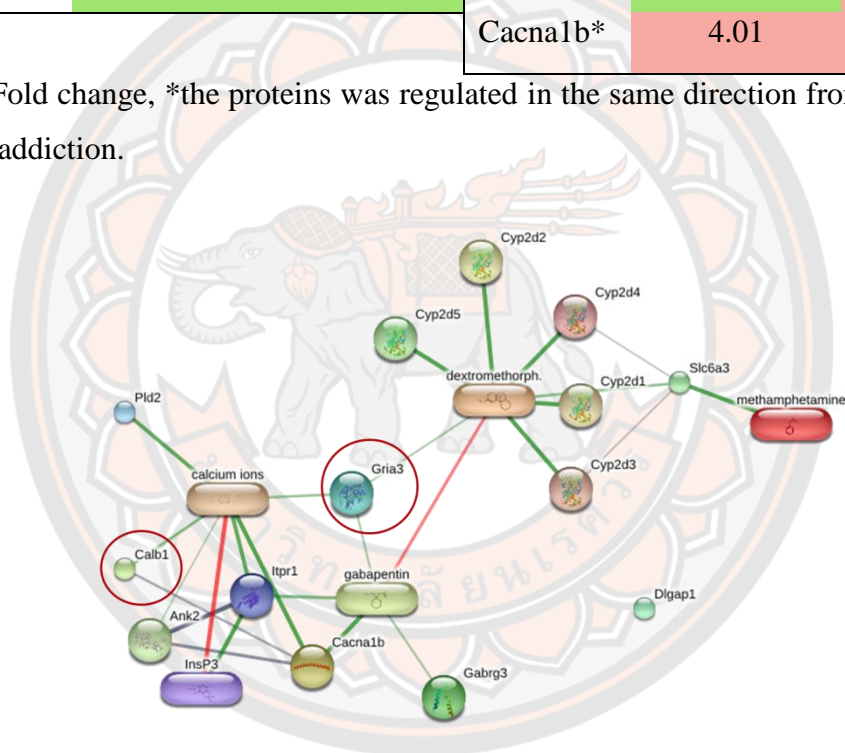 Cacna1b* 4.01
Fold change, *the proteins was regulated in the same direction from
addiction.
Cyp2d2
Cyp2d4
Cyp2d5
Slc6a3
dextromethorph.
Cyp2d1
methamphetamine
Pld2
Cyp2d3
Gria3
calcium ions
Calb1
Itpr1
gabapentin
Dlgap1
Ank2
Cacna1b
InsP3
Gabrg3